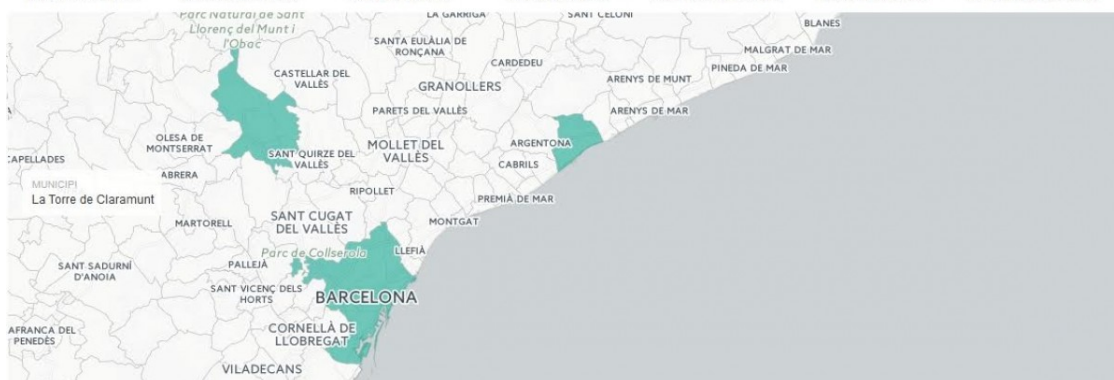 Parc Natural de Sant
Llorenç del Munt i
l'Obac
LA GARRIGA
SANT CELONI
BLANES
SANTA EULÀLIA DE
RONÇANA
MALGRAT DE MAR
CARDEDEU
PINEDA DE MAR
CASTELLAR DEL
VALLÈS
ARENYS DE MUNT
GRANOLLERS
PARETS DEL VALLÈS
ARENYS DE MAR
OLESA DE
MONTSERRAT
MOLLET DEL
VALLÈS
ARGENTONA
CAPELLADES
SANT QUIRZE DEL
VALLÈS
CABRILS
ABRERA
MUNICIPI
La Torre de Claramunt
RIPOLLET
PREMIÀ DE MAR
MARTORELL
SANT CUGAT
DEL VALLÈS
MONTGAT
Parc de Collserola
LLEFIÀ
SANT SADURNÍ
D'ANOIA
PALLEJÀ
SANT VICENÇ DELS
HORTS
BARCELONA
AFRANCA DEL
PENEDÈS
CORNELLÀ DE
LLOBREGAT
VILADECANS